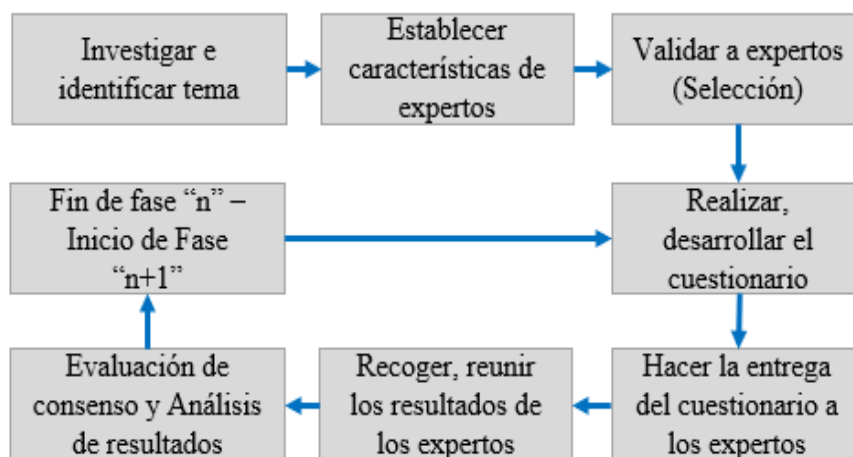 Investigar e
identificar tema
Establecer
características de
expertos
Validar a expertos
(Selección)
Fin de fase “n” –
Inicio de Fase
“n+1”
Realizar,
desarrollar el
cuestionario
Evaluación de
consenso y Análisis
de resultados
Recoger, reunir
los resultados de
los expertos
Hacer la entrega
del cuestionario a
los expertos